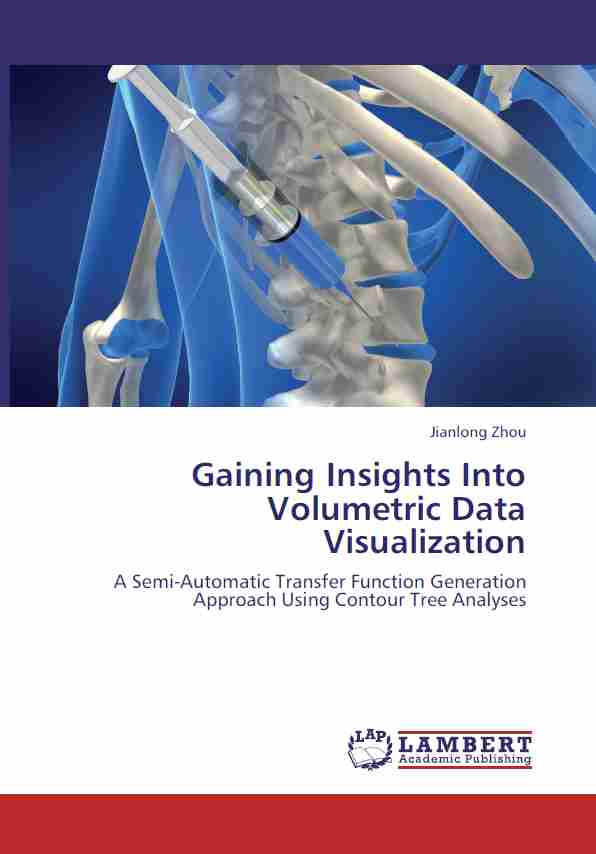 Jianlong Zhou
Gaining Insights Into
Volumetric Data
Visualization
A Semi-Automatic Transfer Function Generation
Approach Using Contour Tree Analyses
LAP
LAMBERT
Academic Publishing